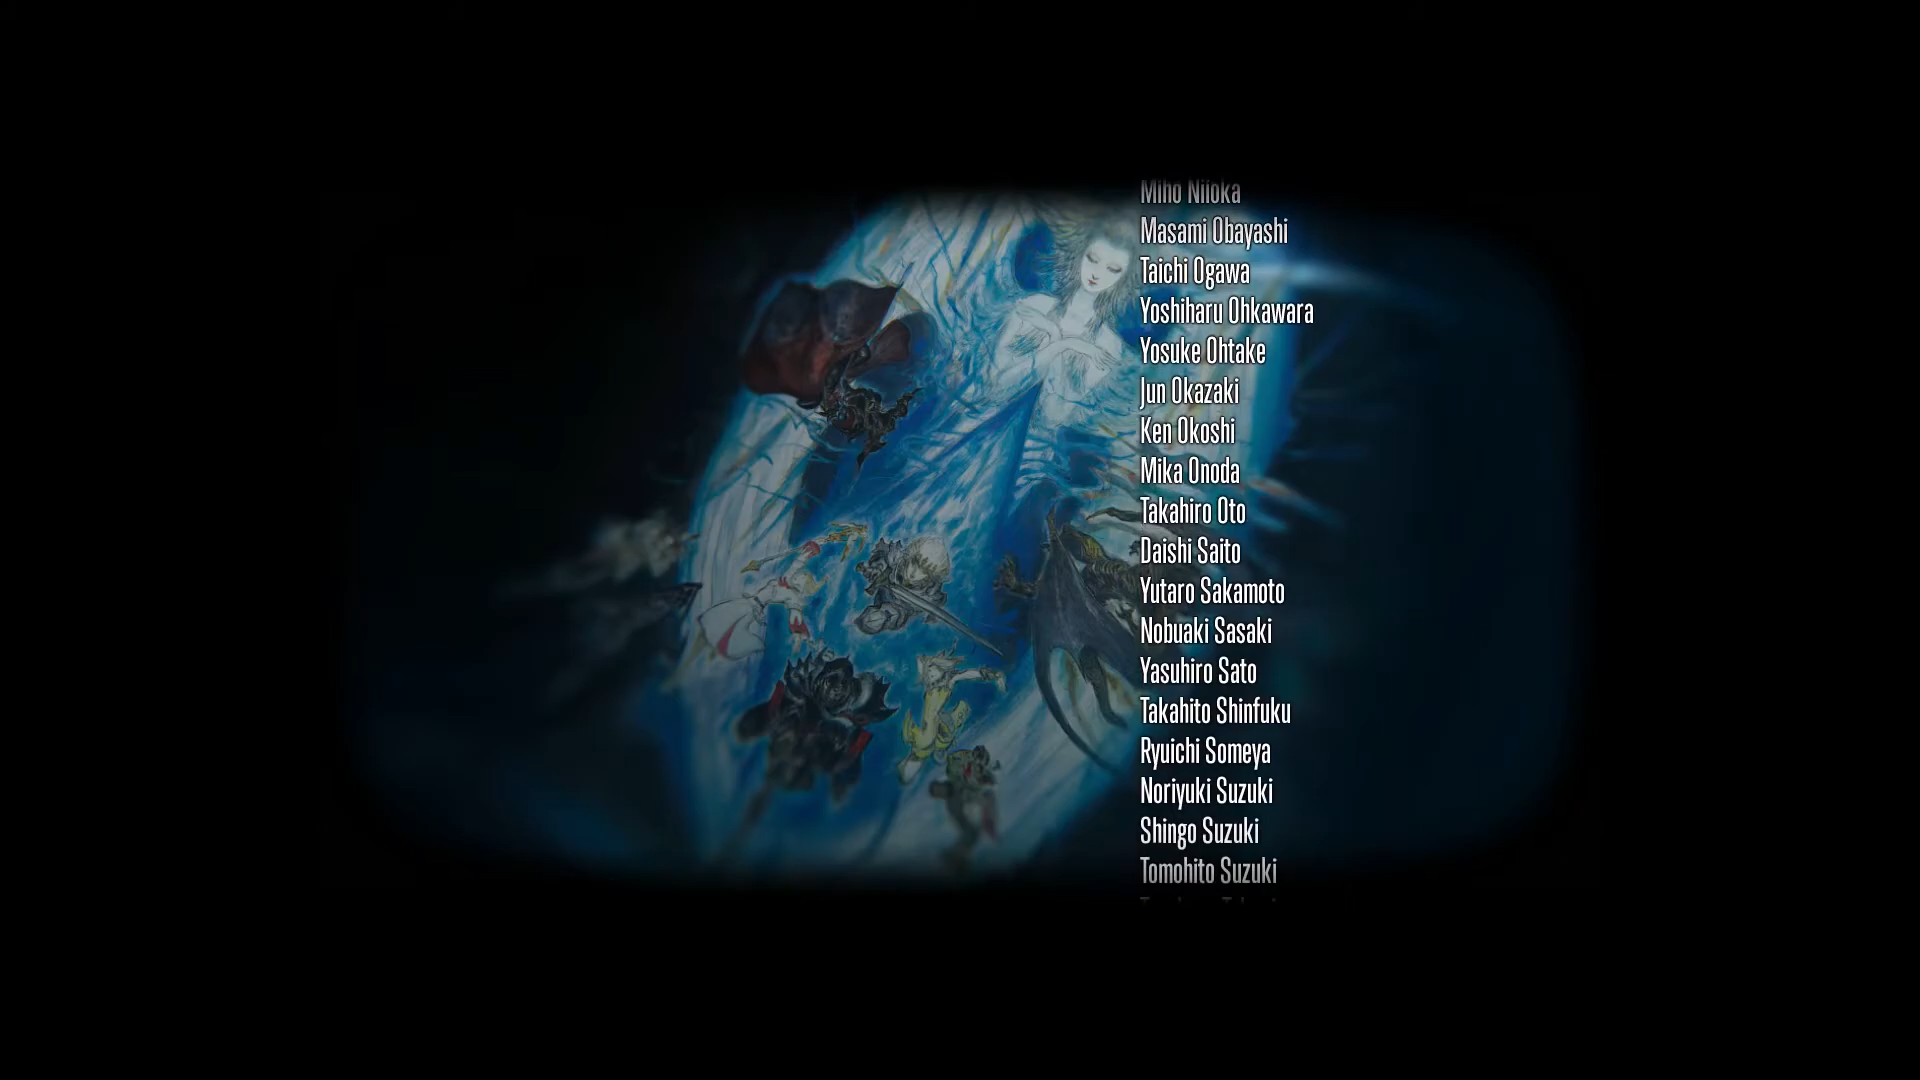 Miho Niioka
Masami Obayashi
Taichi Ogawa
Yoshiharu Ohkawara
Yosuke Ohtake
Jun Okazaki
Ken Okoshi
Mika Onoda
Takahiro Oto
Daishi Saito
Yutaro Sakamoto
Nobuaki Sasaki
Yasuhiro Sato
Takahito Shinfuku
Ryuichi Someya
Noriyuki Suzuki
Shingo Suzuki
Tomohito Suzuki